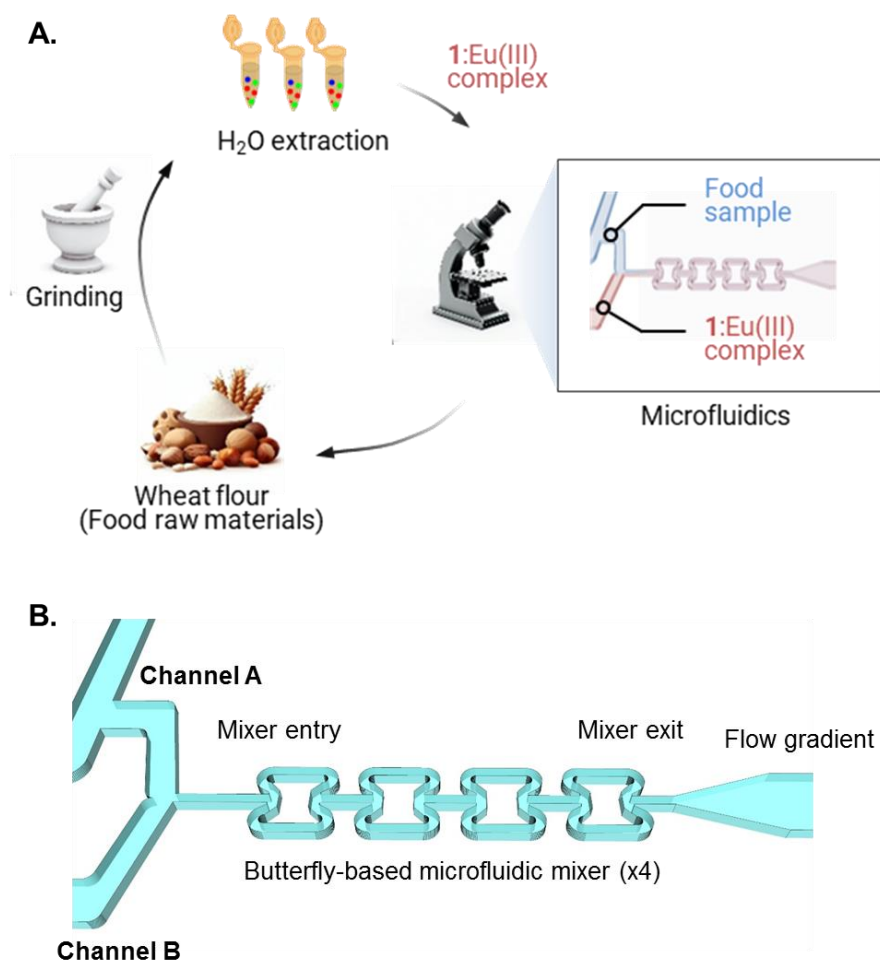 A.
1:Eu(III)
complex
H₂O extraction
Food
sample
Grinding
1:Eu(III)
complex
Microfluidics
Wheat flour
(Food raw materials)
B.
Channel A
Mixer entry
Mixer exit
Flow gradient
Butterfly-based microfluidic mixer (x4)
Channel B